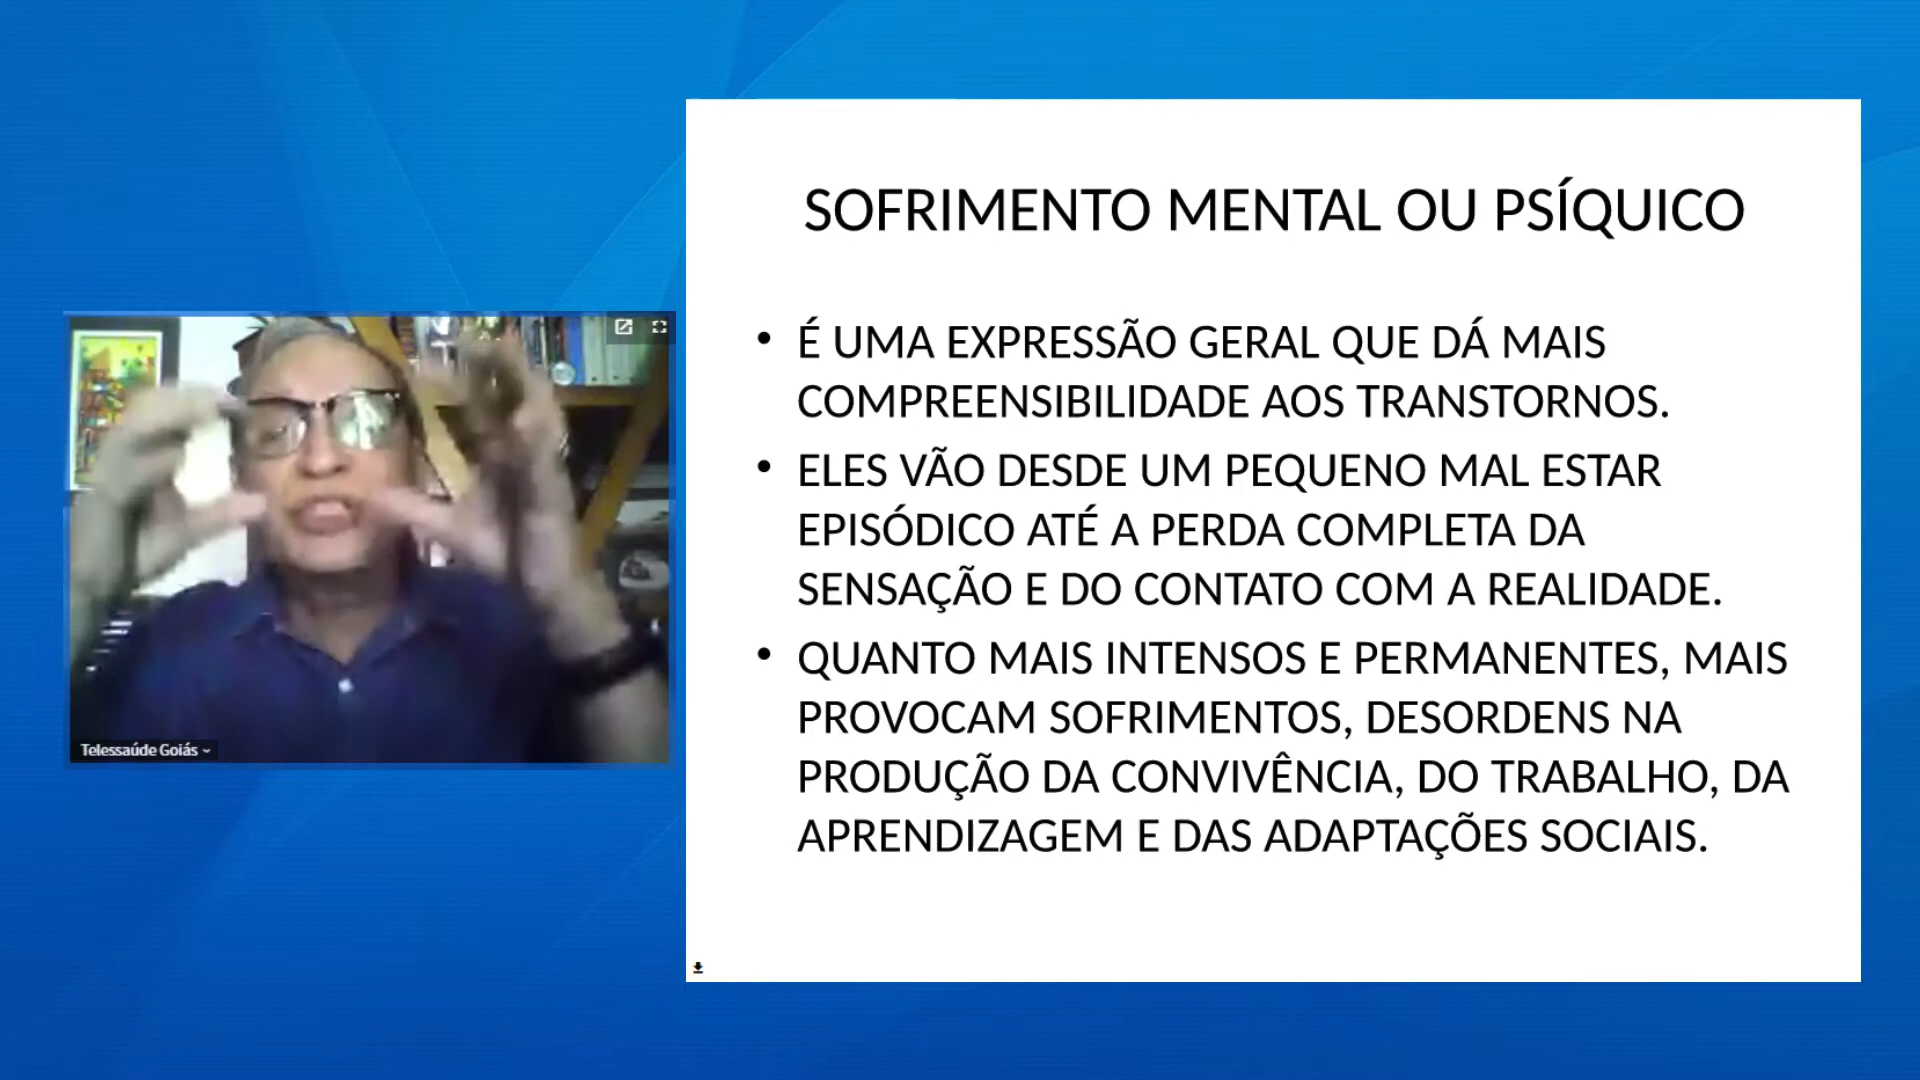 SOFRIMENTO MENTAL OU PSÍQUICO
• É UMA EXPRESSÃO GERAL QUE DÁ MAIS
COMPREENSIBILIDADE AOS TRANSTORNOS.
• ELES VÃO DESDE UM PEQUENO MAL ESTAR
EPISÓDICO ATÉ A PERDA COMPLETA DA
SENSAÇÃO E DO CONTATO COM A REALIDADE.
• QUANTO MAIS INTENSOS E PERMANENTES, MAIS
PROVOCAM SOFRIMENTOS, DESORDENS NA
PRODUÇÃO DA CONVIVÊNCIA, DO TRABALHO, DA
APRENDIZAGEM E DAS ADAPTAÇÕES SOCIAIS.
Telessaúde Goiás